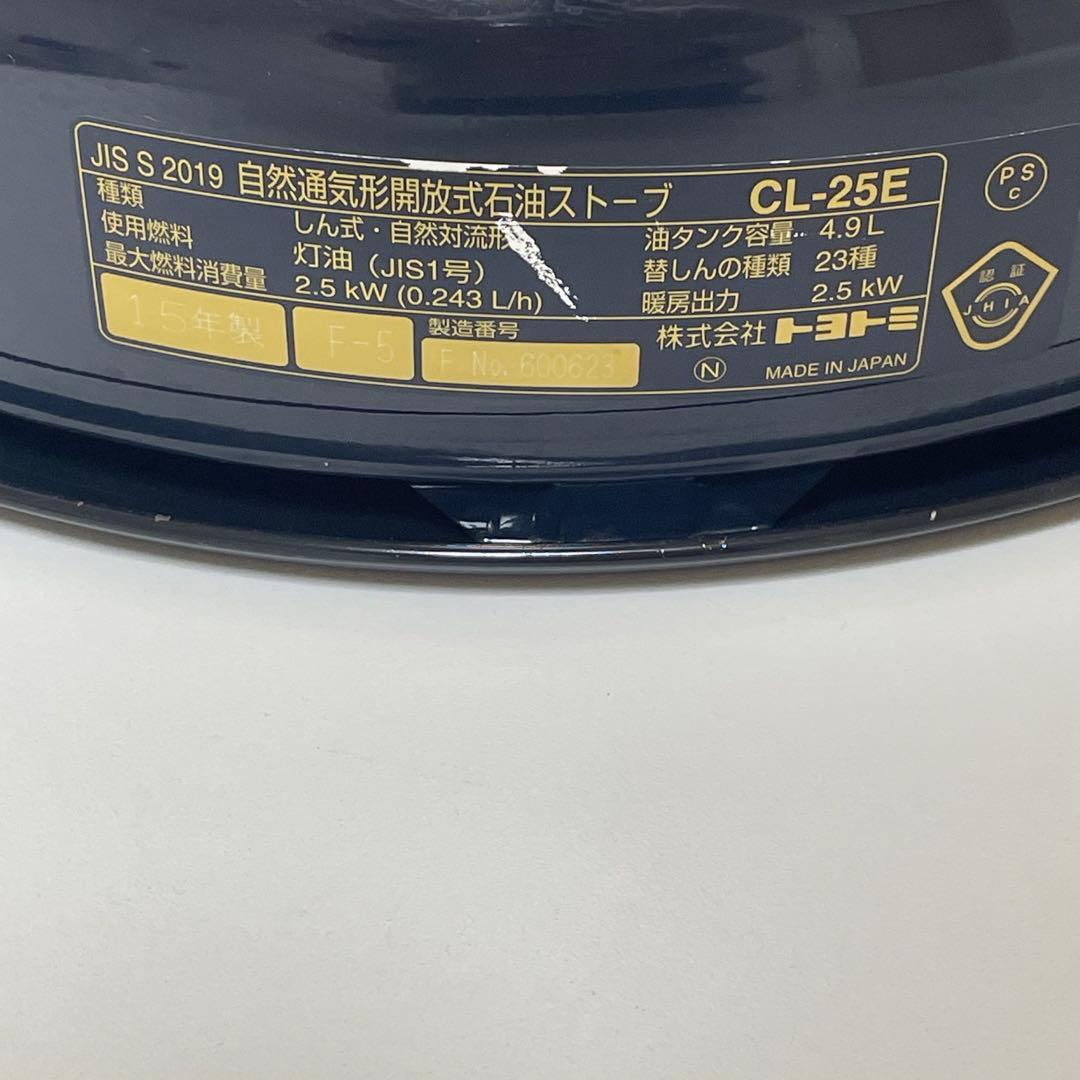 JIS S 2019 自然通気形開放式石油ストーブ CL-25E
種類 しん式・自然対流形 油タンク容量 4.9 L
使用燃料 灯油（JIS1号） 替しんの種類 23種
最大燃料消費量 2.5 kW (0.243 L/h) 暖房出力 2.5 kW
15年製 F-5 製造番号 株式会社 トヨトミ
F No. 600623 N MADE IN JAPAN
PS
C
認証
JHIA